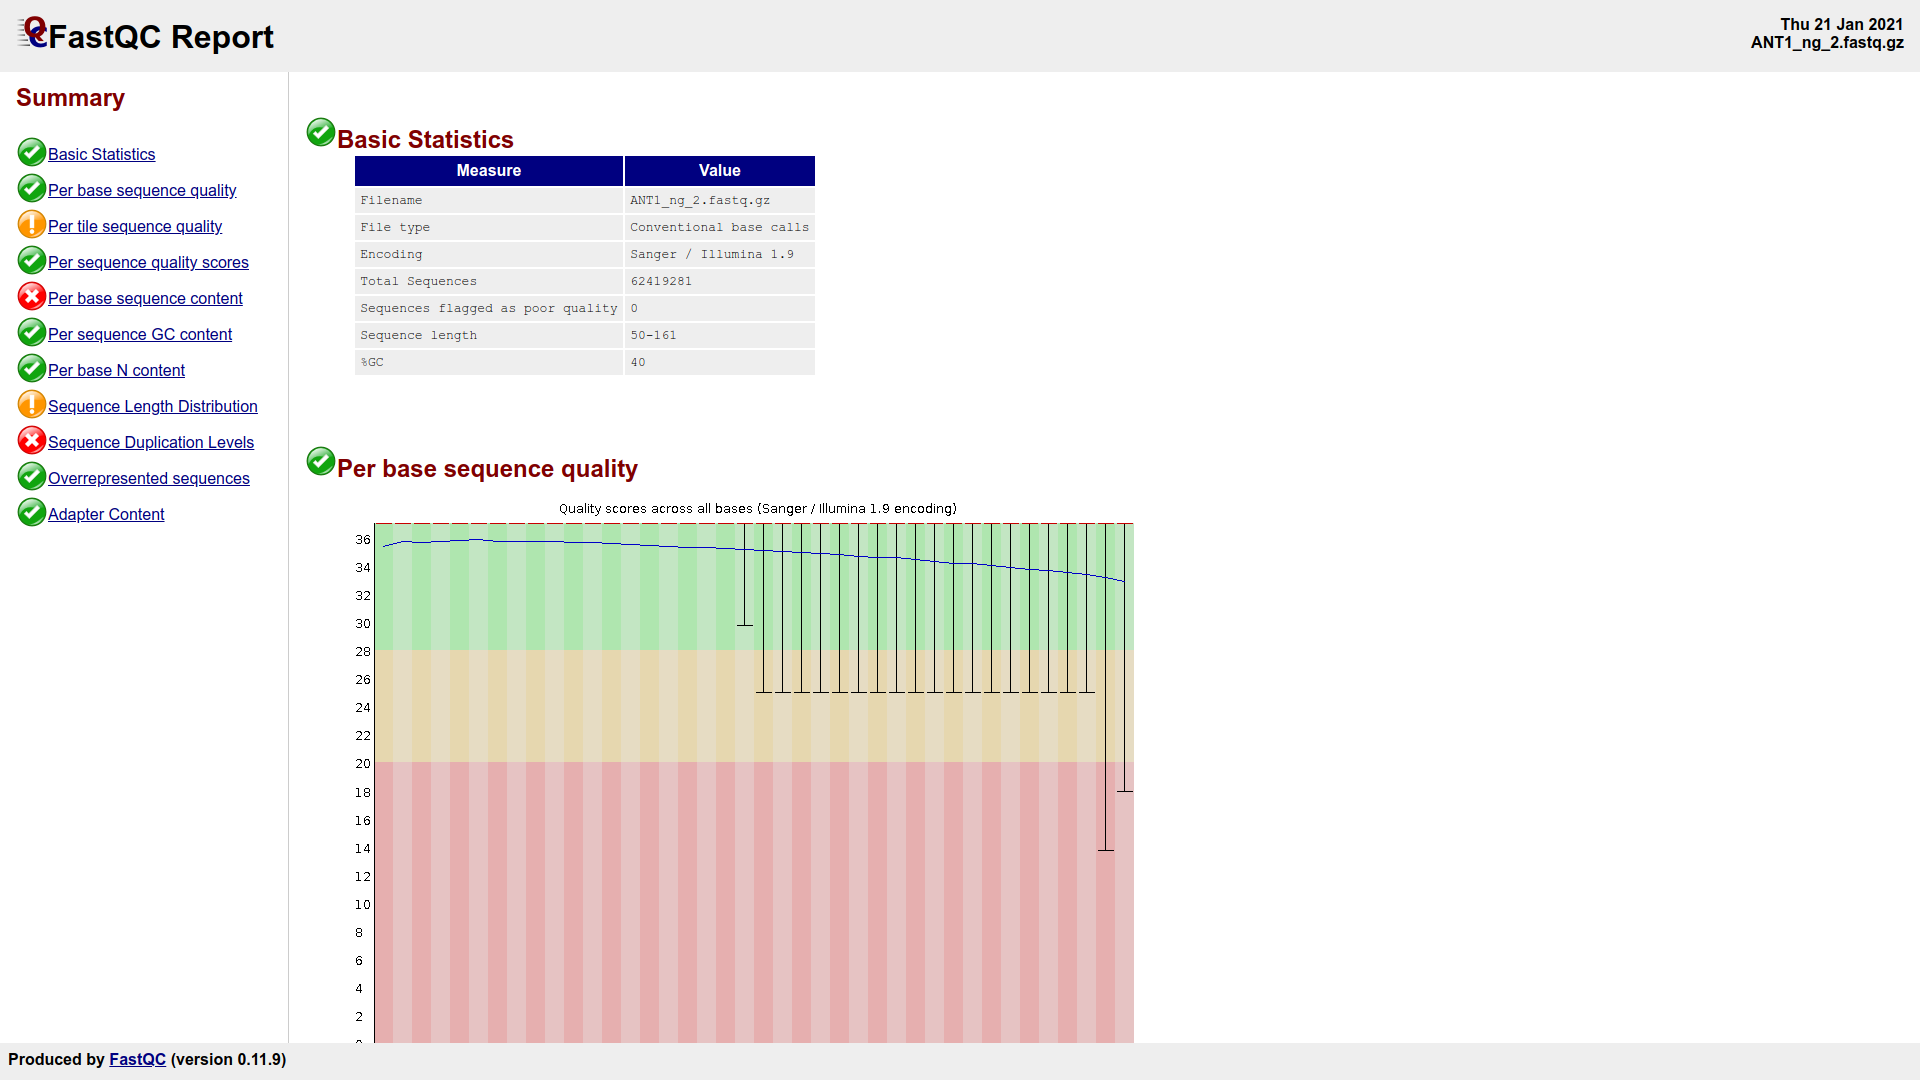 FastQC Report
Thu 21 Jan 2021
ANT1_ng_2.fastq.gz
Summary
Basic Statistics
Per base sequence quality
Per tile sequence quality
Per sequence quality scores
Per base sequence content
Per sequence GC content
Per base N content
Sequence Length Distribution
Sequence Duplication Levels
Overrepresented sequences
Adapter Content
Basic Statistics
Measure Value
Filename ANT1_ng_2.fastq.gz
File type Conventional base calls
Encoding Sanger / Illumina 1.9
Total Sequences 62419281
Sequences flagged as poor quality 0
Sequence length 50-161
%GC 40
Per base sequence quality
Quality scores across all bases (Sanger / Illumina 1.9 encoding)
36
34
32
30
28
26
24
22
20
18
16
14
12
10
8
6
4
2
Produced by FastQC (version 0.11.9)